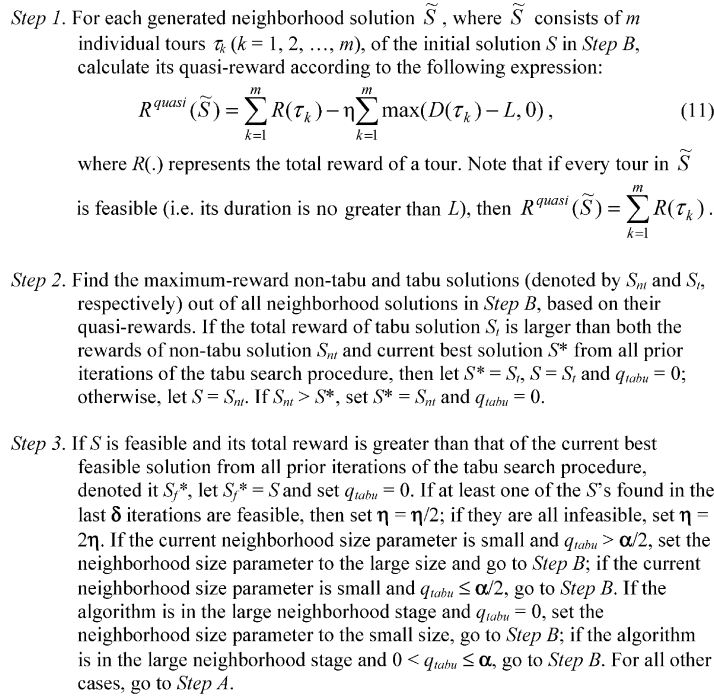 Step 1. For each generated neighborhood solution S̃ , where S̃ consists of m
individual tours τk (k = 1, 2, …, m), of the initial solution S in Step B,
calculate its quasi-reward according to the following expression:
R^quasi (S̃) = ∑_{k=1}^{m} R(τk) − η∑_{k=1}^{m} max(D(τk) − L, 0) , (11)
where R(.) represents the total reward of a tour. Note that if every tour in S̃
is feasible (i.e. its duration is no greater than L), then R^quasi (S̃) = ∑_{k=1}^{m} R(τk) .
Step 2. Find the maximum-reward non-tabu and tabu solutions (denoted by Snt and St,
respectively) out of all neighborhood solutions in Step B, based on their
quasi-rewards. If the total reward of tabu solution St is larger than both the
rewards of non-tabu solution Snt and current best solution S* from all prior
iterations of the tabu search procedure, then let S* = St, S = St and qtabu = 0;
otherwise, let S = Snt. If Snt > S*, set S* = Snt and qtabu = 0.
Step 3. If S is feasible and its total reward is greater than that of the current best
feasible solution from all prior iterations of the tabu search procedure,
denoted it Sf*, let Sf* = S and set qtabu = 0. If at least one of the S's found in the
last δ iterations are feasible, then set η = η/2; if they are all infeasible, set η =
2η. If the current neighborhood size parameter is small and qtabu > α/2, set the
neighborhood size parameter to the large size and go to Step B; if the current
neighborhood size parameter is small and qtabu ≤ α/2, go to Step B. If the
algorithm is in the large neighborhood stage and qtabu = 0, set the
neighborhood size parameter to the small size, go to Step B; if the algorithm
is in the large neighborhood stage and 0 < qtabu ≤ α, go to Step B. For all other
cases, go to Step A.